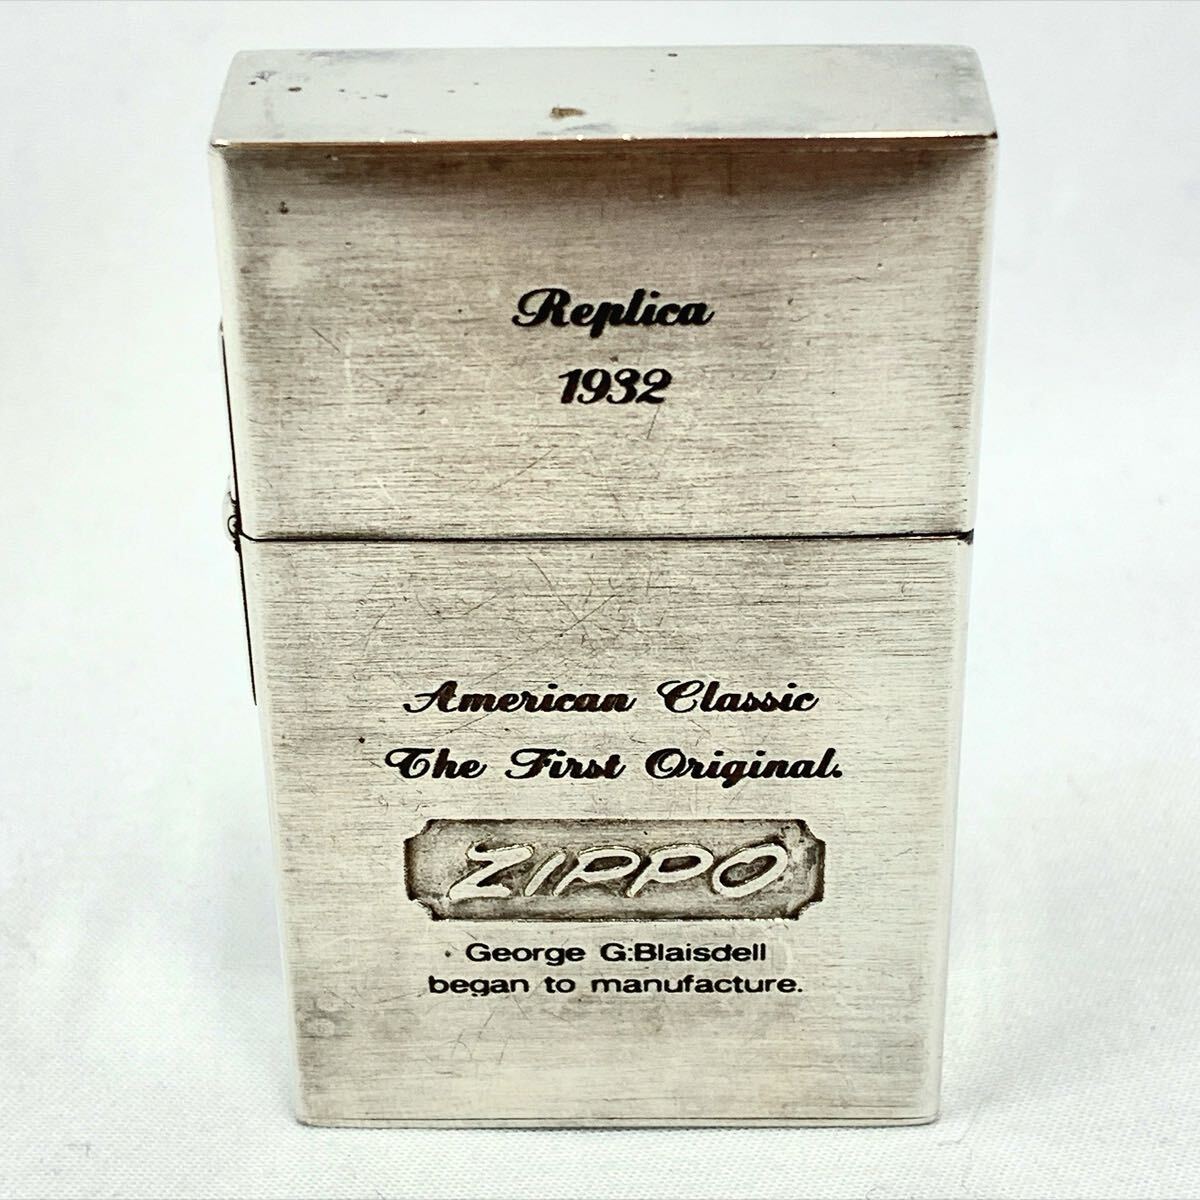 Replica
1932
American Classic
The First Original.
ZIPPO
George G:Blaisdell
began to manufacture.